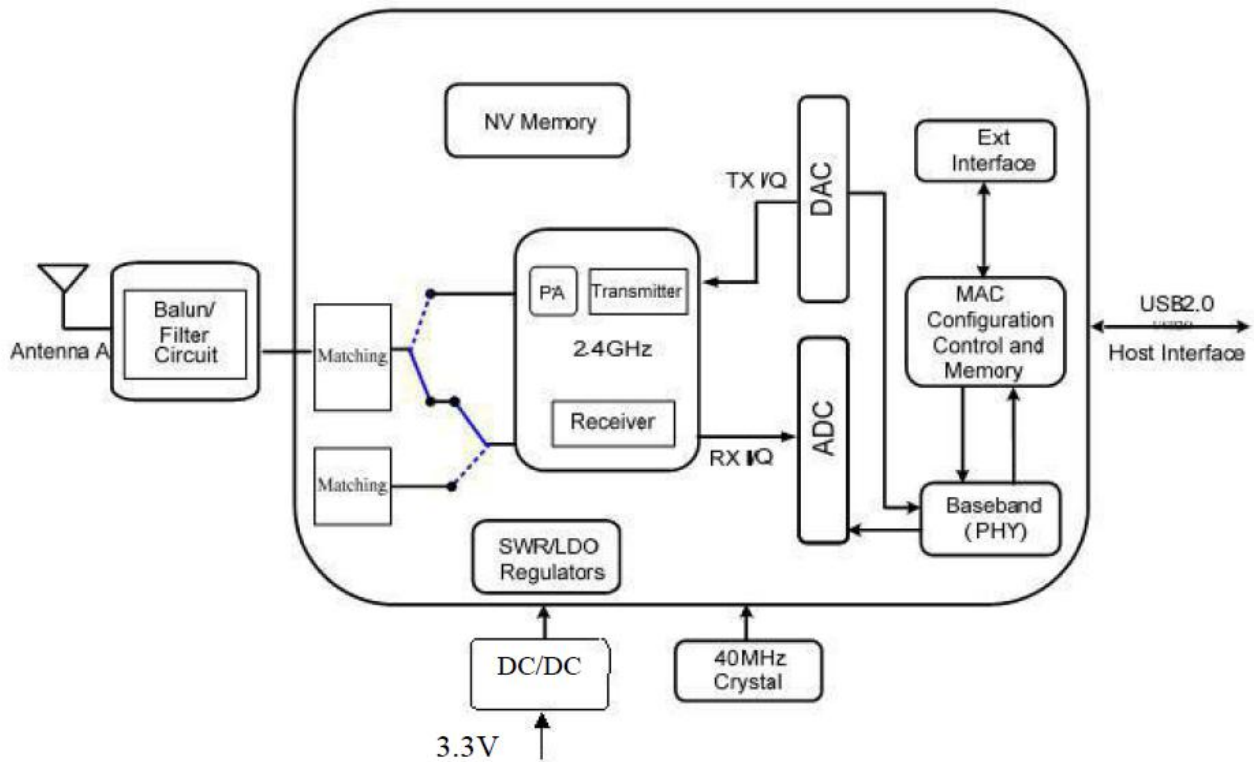 NV Memory
Ext
Interface
TX I/Q
DAC
PA
Transmitter
2.4GHz
Receiver
Balun/
Filter
Circuit
Antenna A
Matching
Matching
MAC
Configuration
Control and
Memory
USB2.0
Host Interface
ADC
RX I/Q
Baseband
(PHY)
SWR/LDO
Regulators
DC/DC
40MHz
Crystal
3.3V